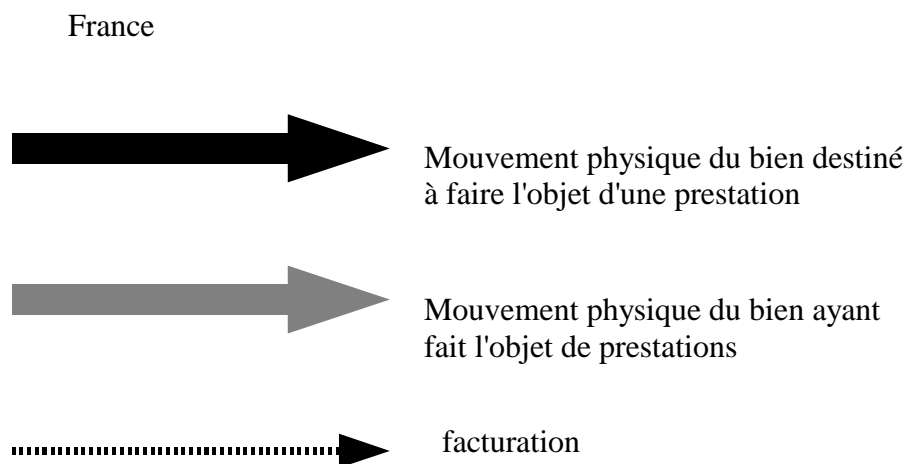 France
Mouvement physique du bien destiné
à faire l'objet d'une prestation
Mouvement physique du bien ayant
fait l'objet de prestations
facturation